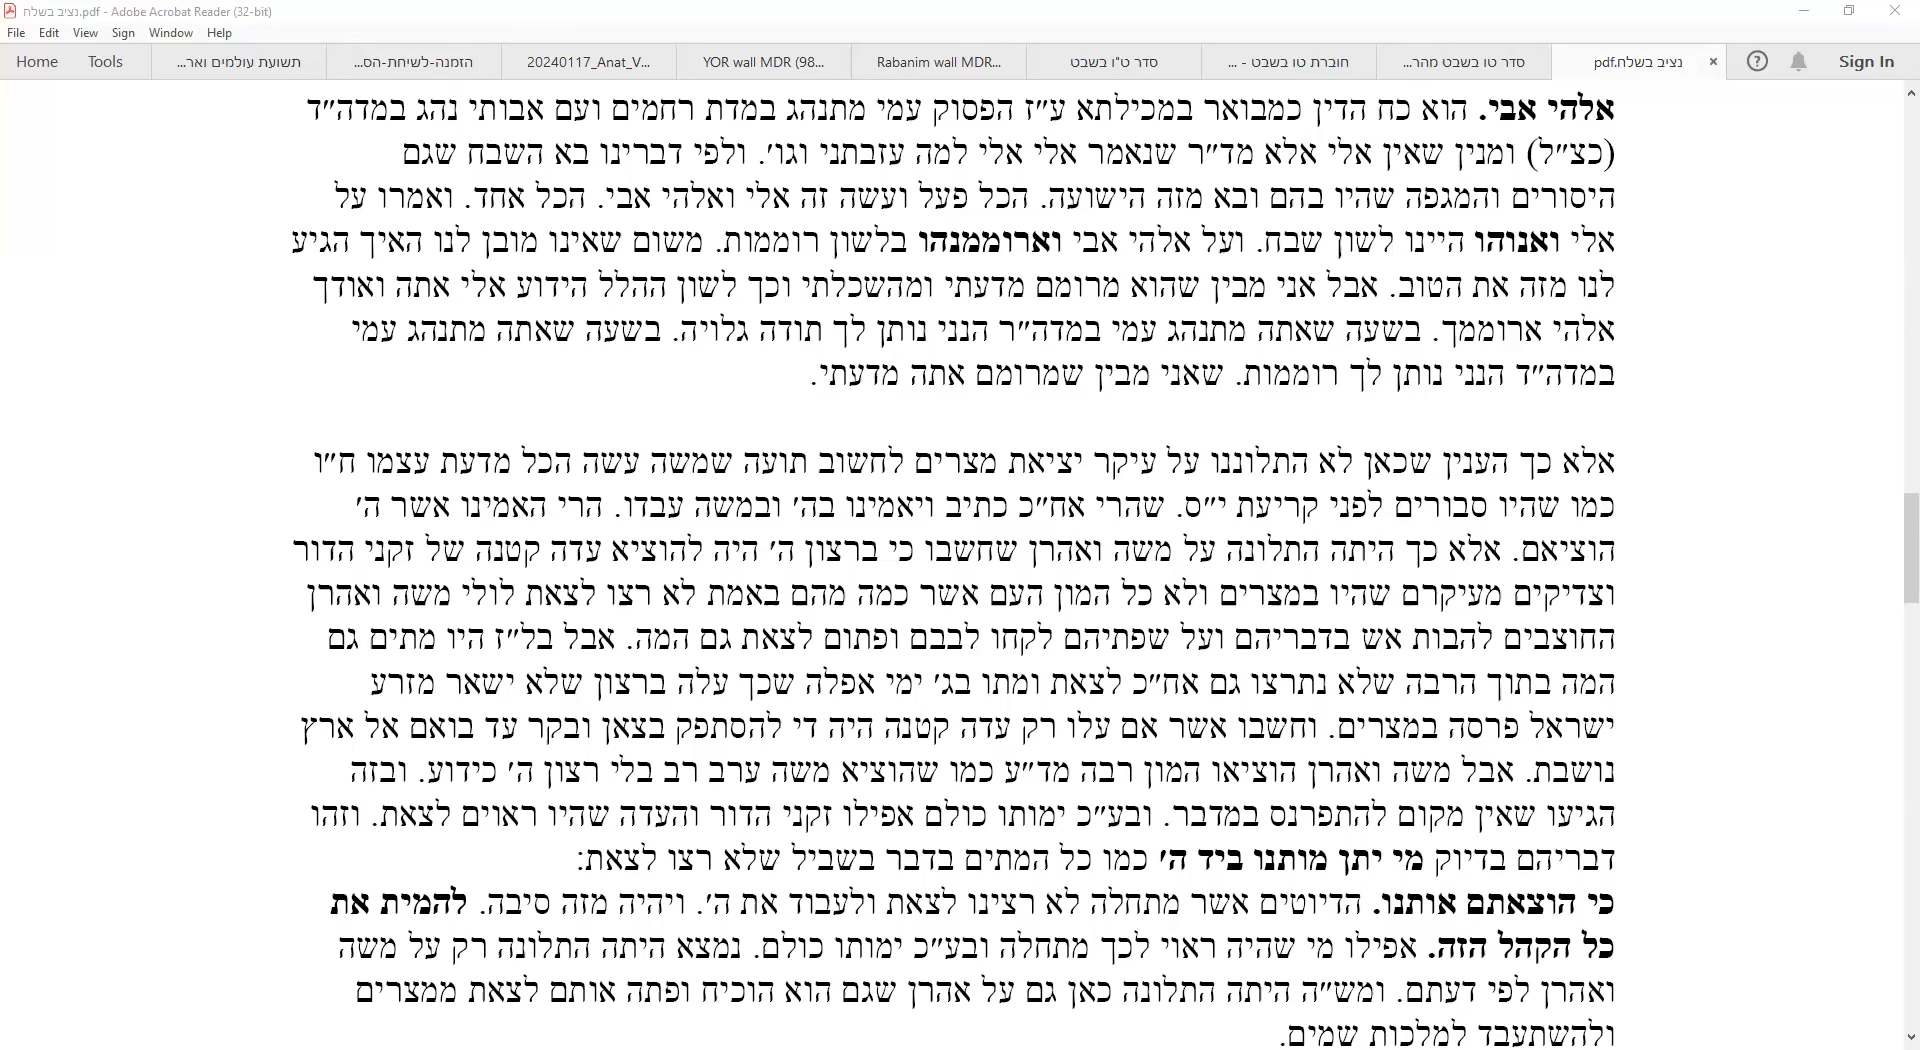 נציב בשלח.pdf - Adobe Acrobat Reader (32-bit)
File Edit View Sign Window Help
Home Tools תשועת עולמים ואר... הזמנה-לשיחת-הס... 20240117_Anat_V... YOR wall MDR (98... Rabanim wall MDR... סדר ט"ו בשבט חוברת טו בשבט - ... סדר טו בשבט מהר... נציב בשלח.pdf × Sign In
אלהי אבי. הוא כח הדין כמבואר במכילתא ע״ז הפסוק עמי מתנהג במדת רחמים ועם אבותי נהג במדה״ד
(כצ״ל) ומנין שאין אלי אלא מד״ר שנאמר אלי אלי למה עזבתני וגו׳. ולפי דברינו בא השבח שגם
היסורים והמגפה שהיו בהם ובא מזה הישועה. הכל פעל ועשה זה אלי ואלהי אבי. הכל אחד. ואמרו על
אלי ואנוהו היינו לשון שבח. ועל אלהי אבי וארוממנהו בלשון רוממות. משום שאינו מובן לנו האיך הגיע
לנו מזה את הטוב. אבל אני מבין שהוא מרומם מדעתי ומהשכלתי וכך לשון ההלל הידוע אלי אתה ואודך
אלהי ארוממך. בשעה שאתה מתנהג עמי במדה״ר הנני נותן לך תודה גלויה. בשעה שאתה מתנהג עמי
במדה״ד הנני נותן לך רוממות. שאני מבין שמרומם אתה מדעתי.
אלא כך הענין שכאן לא התלוננו על עיקר יציאת מצרים לחשוב תועה שמשה עשה הכל מדעת עצמו ח״ו
כמו שהיו סבורים לפני קריעת י״ס. שהרי אח״כ כתיב ויאמינו בה׳ ובמשה עבדו. הרי האמינו אשר ה׳
הוציאם. אלא כך היתה התלונה על משה ואהרן שחשבו כי ברצון ה׳ היה להוציא עדה קטנה של זקני הדור
וצדיקים מעיקרם שהיו במצרים ולא כל המון העם אשר כמה מהם באמת לא רצו לצאת לולי משה ואהרן
החוצבים להבות אש בדבריהם ועל שפתיהם לקחו לבבם ופתום לצאת גם המה. אבל בל״ז היו מתים גם
המה בתוך הרבה שלא נתרצו גם אח״כ לצאת ומתו בג׳ ימי אפלה שכך עלה ברצון שלא ישאר מזרע
ישראל פרסה במצרים. וחשבו אשר אם עלו רק עדה קטנה היה די להסתפק בצאן ובקר עד בואם אל ארץ
נושבת. אבל משה ואהרן הוציאו המון רבה מד״ע כמו שהוציא משה ערב רב בלי רצון ה׳ כידוע. ובזה
הגיעו שאין מקום להתפרנס במדבר. ובע״כ ימותו כולם אפילו זקני הדור והעדה שהיו ראוים לצאת. וזהו
דבריהם בדיוק מי יתן מותנו ביד ה׳ כמו כל המתים בדבר בשביל שלא רצו לצאת:
כי הוצאתם אותנו. הדיוטים אשר מתחלה לא רצינו לצאת ולעבוד את ה׳. ויהיה מזה סיבה. להמית את
כל הקהל הזה. אפילו מי שהיה ראוי לכך מתחלה ובע״כ ימותו כולם. נמצא היתה התלונה רק על משה
ואהרן לפי דעתם. ומש״ה היתה התלונה כאן גם על אהרן שגם הוא הוכיח ופתה אותם לצאת ממצרים
ולהשתעבד למלכות שמים.